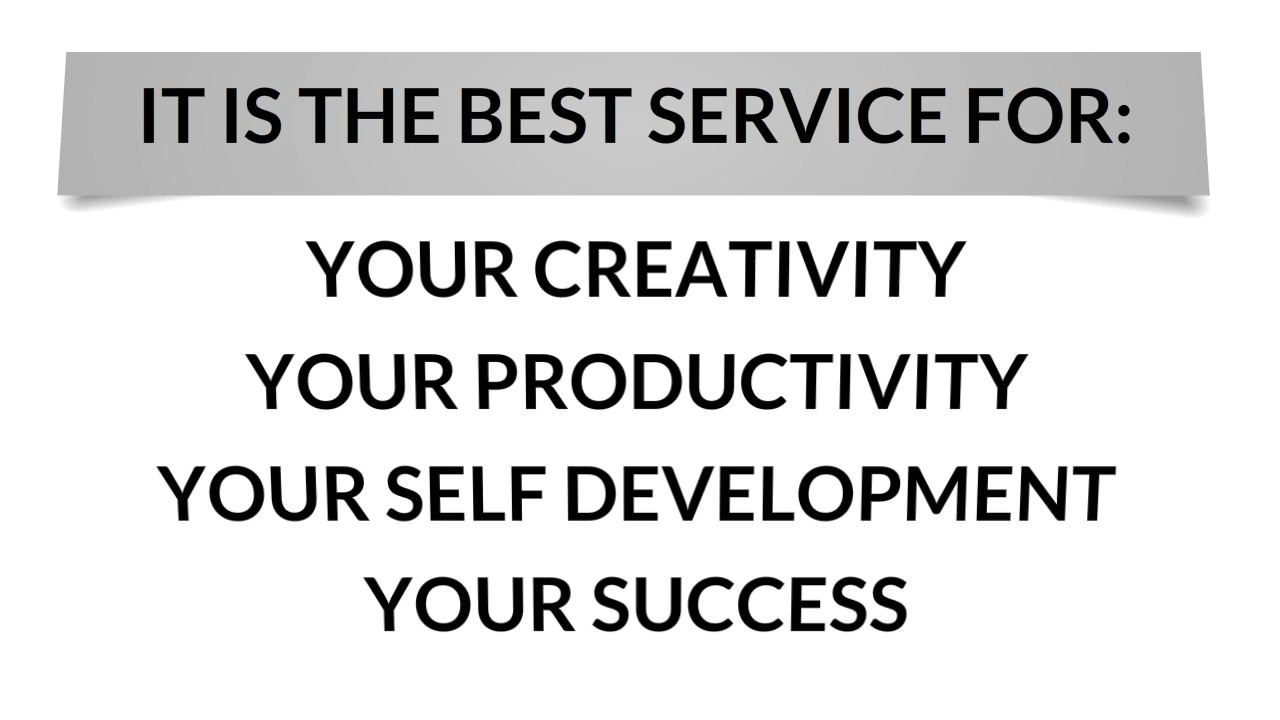 IT IS THE BEST SERVICE FOR:
YOUR CREATIVITY
YOUR PRODUCTIVITY
YOUR SELF DEVELOPMENT
YOUR SUCCESS